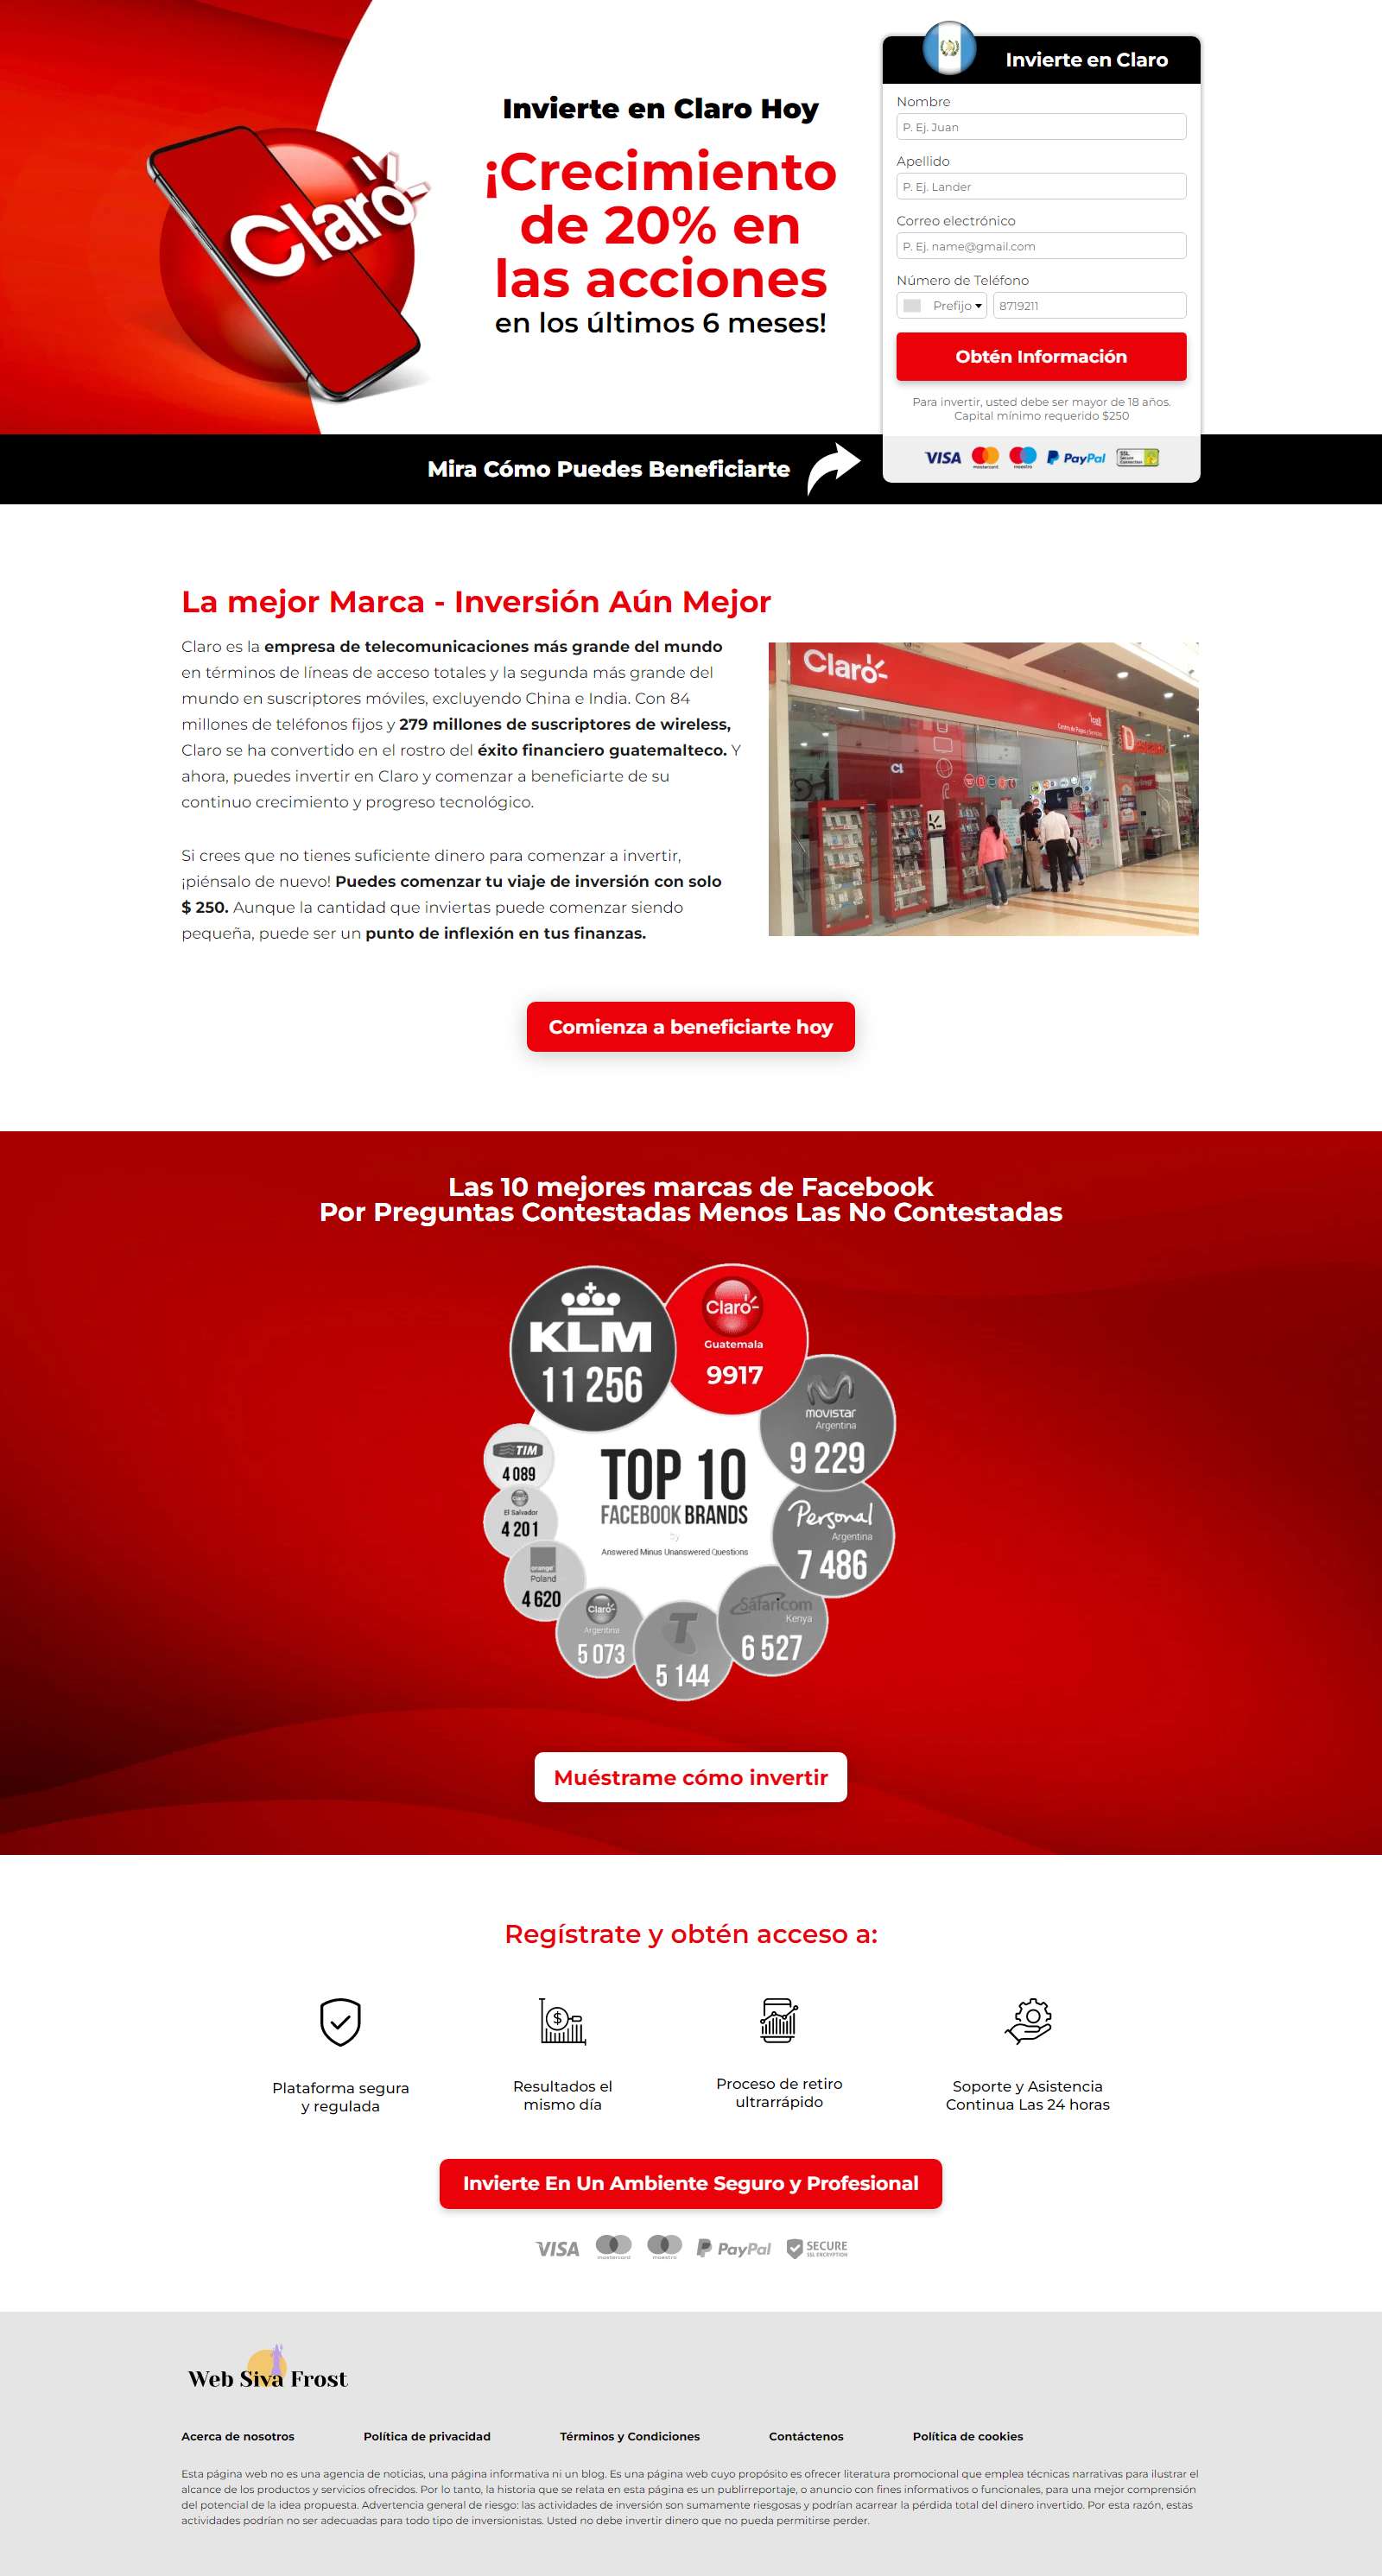 Claro
Invierte en Claro Hoy
¡Crecimiento
de 20% en
las acciones
en los últimos 6 meses!
Invierte en Claro
Nombre
P. Ej. Juan
Apellido
P. Ej. Lander
Correo electrónico
P. Ej. name@gmail.com
Número de Teléfono
Prefijo 8719211
Obtén Información
Para invertir, usted debe ser mayor de 18 años.
Capital mínimo requerido $250
VISA mastercard maestro PayPal SSL Secure Connection
Mira Cómo Puedes Beneficiarte
La mejor Marca - Inversión Aún Mejor
Claro es la empresa de telecomunicaciones más grande del mundo
en términos de líneas de acceso totales y la segunda más grande del
mundo en suscriptores móviles, excluyendo China e India. Con 84
millones de teléfonos fijos y 279 millones de suscriptores de wireless,
Claro se ha convertido en el rostro del éxito financiero guatemalteco. Y
ahora, puedes invertir en Claro y comenzar a beneficiarte de su
continuo crecimiento y progreso tecnológico.
Si crees que no tienes suficiente dinero para comenzar a invertir,
¡piénsalo de nuevo! Puedes comenzar tu viaje de inversión con solo
$ 250. Aunque la cantidad que inviertas puede comenzar siendo
pequeña, puede ser un punto de inflexión en tus finanzas.
Claro
Comienza a beneficiarte hoy
Las 10 mejores marcas de Facebook
Por Preguntas Contestadas Menos Las No Contestadas
KLM
11 256
Claro
Guatemala
9917
movistar
Argentina
9 229
Personal
Argentina
7 486
Safaricom
Kenya
6 527
T
5 144
Claro
Argentina
5 073
orange
Poland
4 620
El Salvador
4 201
TIM
4 089
TOP 10
FACEBOOK BRANDS
by
Answered Minus Unanswered Questions
Muéstrame cómo invertir
Regístrate y obtén acceso a:
Plataforma segura
y regulada
Resultados el
mismo día
Proceso de retiro
ultrarrápido
Soporte y Asistencia
Continua Las 24 horas
Invierte En Un Ambiente Seguro y Profesional
VISA mastercard maestro PayPal SECURE SSL ENCRYPTION
Web Siva Frost
Acerca de nosotros Política de privacidad Términos y Condiciones Contáctenos Política de cookies
Esta página web no es una agencia de noticias, una página informativa ni un blog. Es una página web cuyo propósito es ofrecer literatura promocional que emplea técnicas narrativas para ilustrar el
alcance de los productos y servicios ofrecidos. Por lo tanto, la historia que se relata en esta página es un publirreportaje, o anuncio con fines informativos o funcionales, para una mejor comprensión
del potencial de la idea propuesta. Advertencia general de riesgo: las actividades de inversión son sumamente riesgosas y podrían acarrear la pérdida total del dinero invertido. Por esta razón, estas
actividades podrían no ser adecuadas para todo tipo de inversionistas. Usted no debe invertir dinero que no pueda permitirse perder.